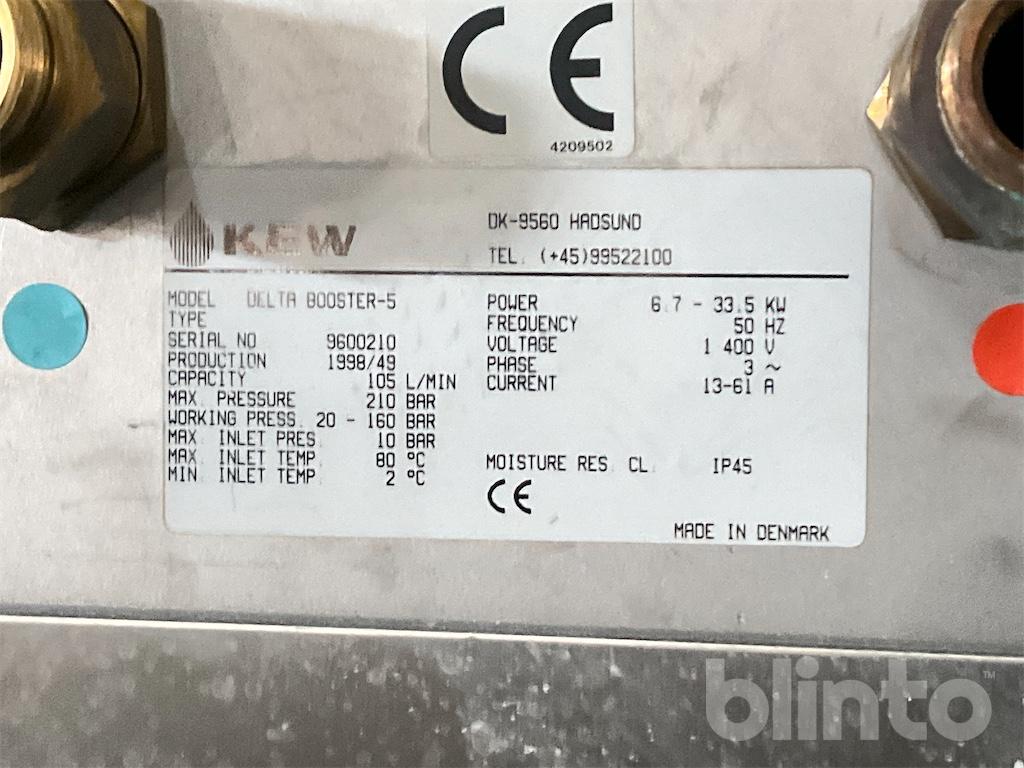 CE
4209502
KEW
DK-9560 HADSUND
TEL. (+45)99522100
MODEL DELTA BOOSTER-5
TYPE
SERIAL NO 9600210
PRODUCTION 1998/49
CAPACITY 105 L/MIN
MAX. PRESSURE 210 BAR
WORKING PRESS. 20 - 160 BAR
MAX. INLET PRES. 10 BAR
MAX. INLET TEMP. 80 °C
MIN. INLET TEMP. 2 °C
POWER 6.7 - 33.5 KW
FREQUENCY 50 HZ
VOLTAGE 1 400 V
PHASE 3 ~
CURRENT 13-61 A
MOISTURE RES. CL. IP45
CE
MADE IN DENMARK
blinto™